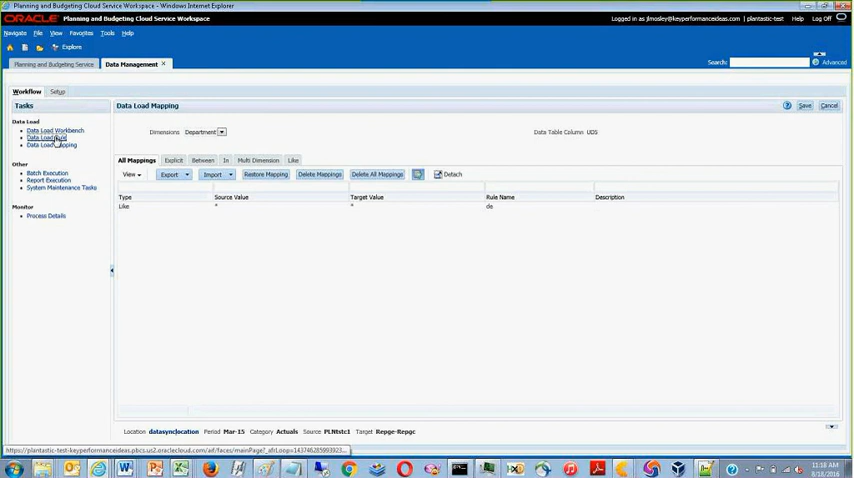 Planning and Budgeting Cloud Service Workspace - Windows Internet Explorer
ORACLE Planning and Budgeting Cloud Service Workspace
Logged in as jlmosley@keyperformanceideas.com | plantastic-test Help Log Off
Navigate File View Favorites Tools Help
Explore
Planning and Budgeting Service Data Management Search: Advanced
Workflow Setup
Tasks
Data Load
Data Load Workbench
Data Load
Data Load Mapping
Other
Batch Execution
Report Execution
System Maintenance Tasks
Monitor
Process Details
Data Load Mapping Save Cancel
Dimensions Department Data Table Column UD5
All Mappings Explicit Between In Multi Dimension Like
View Export Import Restore Mapping Delete Mappings Delete All Mappings Detach
Type Source Value Target Value Rule Name Description
Like * * de
Location datasynclocation Period Mar-15 Category Actuals Source PLNtstc1 Target Repge-Repgc
11:18 AM
8/18/2016